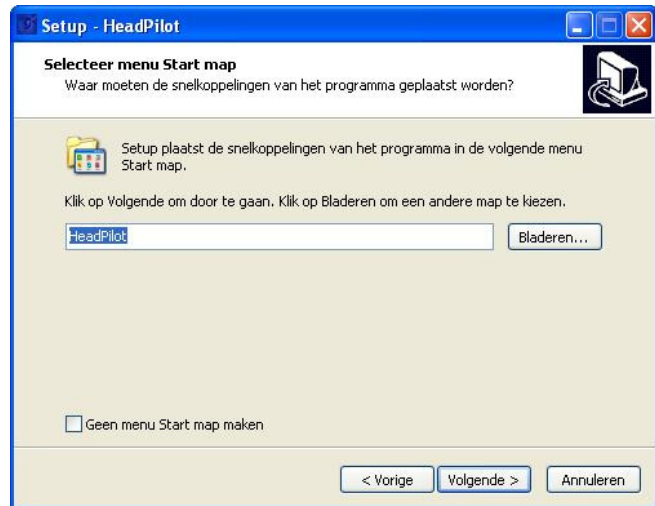 Setup - HeadPilot
Selecteer menu Start map
Waar moeten de snelkoppelingen van het programma geplaatst worden?
Setup plaatst de snelkoppelingen van het programma in de volgende menu
Start map.
Klik op Volgende om door te gaan. Klik op Bladeren om een andere map te kiezen.
HeadPilot
Bladeren...
Geen menu Start map maken
< Vorige
Volgende >
Annuleren